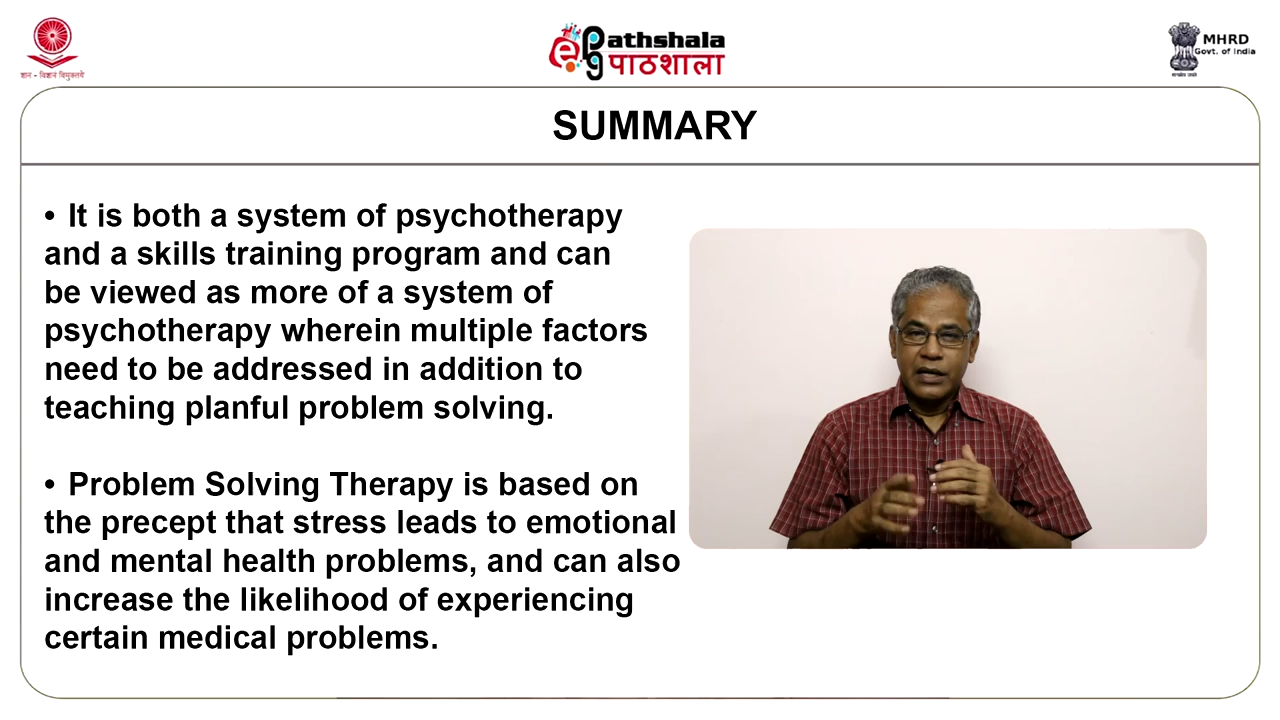 ज्ञान - विज्ञान विमुक्तये
Pathshala
पाठशाला
MHRD
Govt. of India
SUMMARY
• It is both a system of psychotherapy
and a skills training program and can
be viewed as more of a system of
psychotherapy wherein multiple factors
need to be addressed in addition to
teaching planful problem solving.
• Problem Solving Therapy is based on
the precept that stress leads to emotional
and mental health problems, and can also
increase the likelihood of experiencing
certain medical problems.